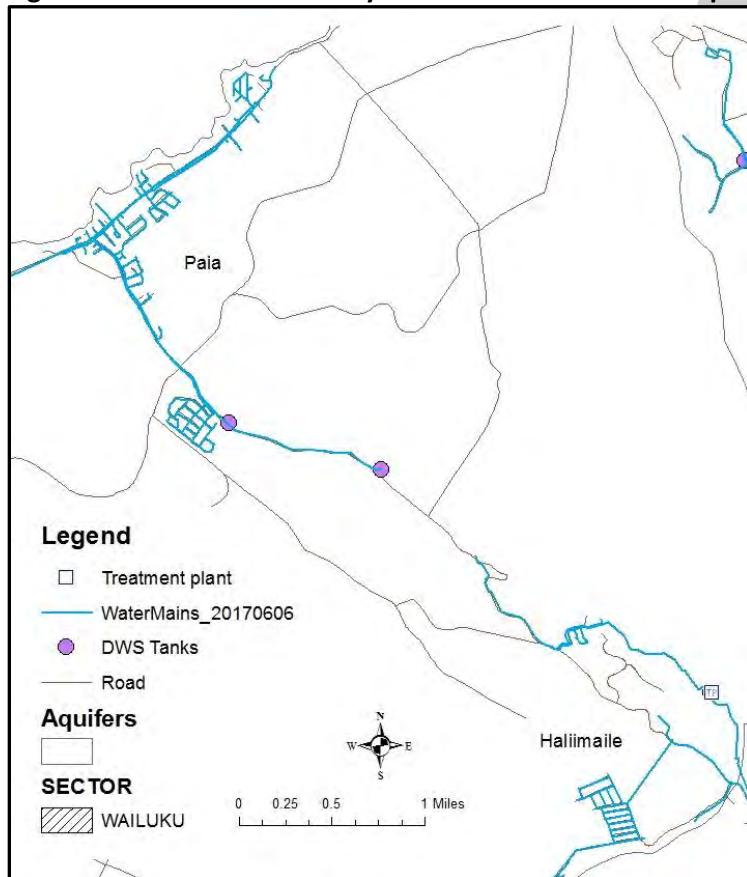 Paia
Legend
Treatment plant
WaterMains_20170606
DWS Tanks
Road
Aquifers
SECTOR
WAILUKU
N
W E
S
0 0.25 0.5 1 Miles
TP
Haliimaile